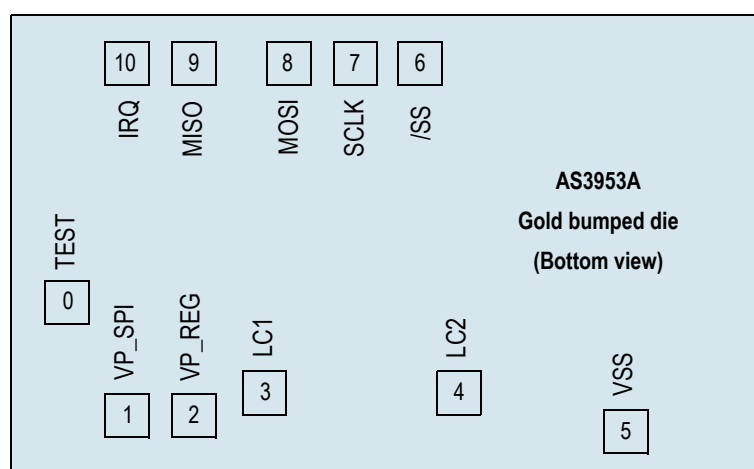 10 9 8 7 6
IRQ MISO MOSI SCLK /SS
AS3953A
Gold bumped die
(Bottom view)
TEST
0
VP_SPI VP_REG LC1 LC2 VSS
1 2 3 4 5